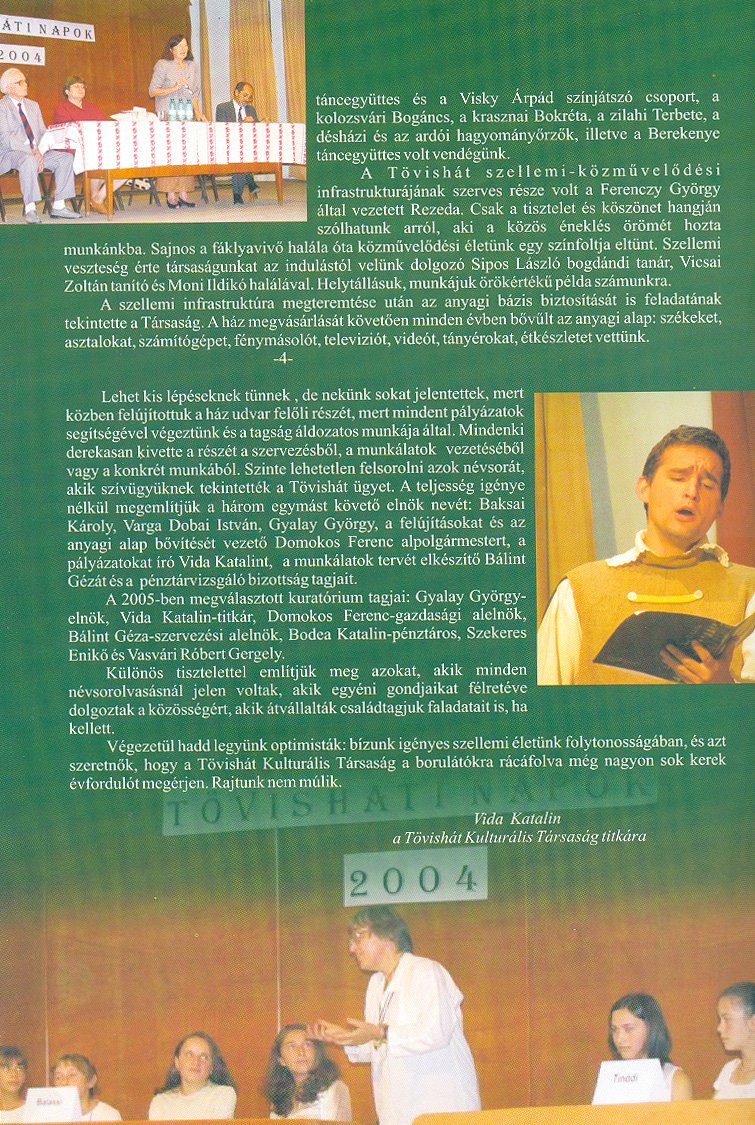 ÁTI NAPOK
2004
táncegyüttes és a Visky Árpád színjátszó csoport, a
kolozsvári Bogáncs, a krasznai Bokréta, a zilahi Terbete, a
désházi és az ardói hagyományőrzők, illetve a Berekenye
táncegyüttes volt vendégünk.
A Tövishát szellemi-közművelődési
infrastrukturájának szerves része volt a Ferenczy György
által vezetett Rezeda. Csak a tisztelet és köszönet hangján
szólhatunk arról, aki a közös éneklés örömét hozta
munkánkba. Sajnos a fáklyavivő halála óta közművelődési életünk egy színfoltja eltünt. Szellemi
veszteség érte társaságunkat az indulástól velünk dolgozó Sipos László bogdándi tanár, Vicsai
Zoltán tanító és Moni Ildikó halálával. Helytállásuk, munkájuk örökértékű példa számunkra.
A szellemi infrastruktúra megteremtése után az anyagi bázis biztosítását is feladatának
tekintette a Társaság. A ház megvásárlását követően minden évben bővűlt az anyagi alap: székeket,
asztalokat, számítógépet, fénymásolót, televiziót, videót, tányérokat, étkészletet vettünk.
-4-
Lehet kis lépéseknek tünnek , de nekünk sokat jelentettek, mert
közben felújítottuk a ház udvar felőli részét, mert mindent pályázatok
segítségével végeztünk és a tagság áldozatos munkája által. Mindenki
derekasan kivette a részét a szervezésből, a munkálatok vezetéséből
vagy a konkrét munkából. Szinte lehetetlen felsorolni azok névsorát,
akik szívügyüknek tekintették a Tövishát ügyet. A teljesség igénye
nélkül megemlítjük a három egymást követő elnök nevét: Baksai
Károly, Varga Dobai István, Gyalay György, a felújításokat és az
anyagi alap bővítését vezető Domokos Ferenc alpolgármestert, a
pályázatokat író Vida Katalint, a munkálatok tervét elkészítő Bálint
Gézát és a pénztárvizsgáló bizottság tagjait.
A 2005-ben megválasztott kuratórium tagjai: Gyalay György-
elnök, Vida Katalin-titkár, Domokos Ferenc-gazdasági alelnök,
Bálint Géza-szervezési alelnök, Bodea Katalin-pénztáros, Szekeres
Enikő és Vasvári Róbert Gergely.
Különös tisztelettel említjük meg azokat, akik minden
névsorolvasásnál jelen voltak, akik egyéni gondjaikat félretéve
dolgoztak a közösségért, akik átvállalták családtagjuk faladatait is, ha
kellett.
Végezetül hadd legyünk optimisták: bízunk igényes szellemi életünk folytonosságában, és azt
szeretnők, hogy a Tövishát Kulturális Társaság a borulátókra rácáfolva még nagyon sok kerek
évfordulót megérjen. Rajtunk nem múlik.
TÖVISHÁTI NAPOK
Vida Katalin
a Tövishát Kulturális Társaság titkára
2004
Balassi
Tinódi